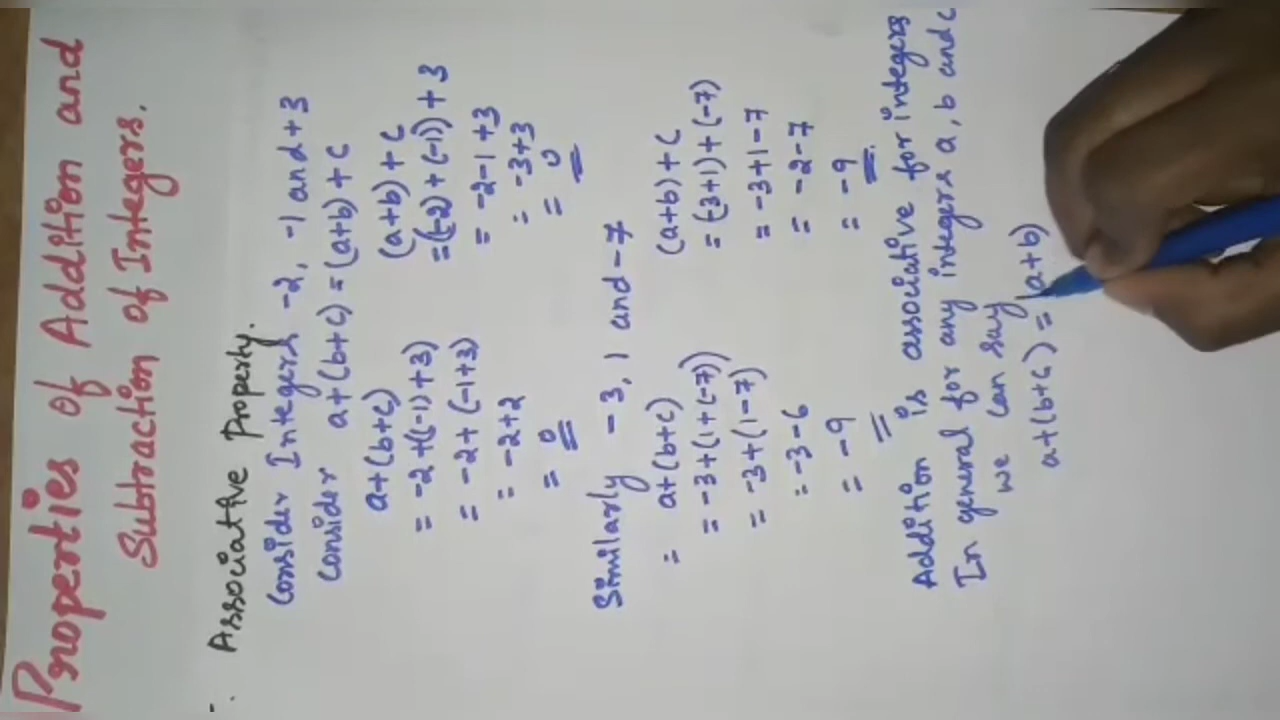 Properties of Addition and
Subtraction of Integers.
Associative Property.
Consider Integers -2, -1 and +3
Consider a+(b+c) = (a+b)+c
a+(b+c)
= -2+((-1)+3)
= -2+(-1+3)
= -2+2
= 0
(a+b)+c
=((-2)+(-1))+3
= -2-1+3
= -3+3
= 0
Similarly -3, 1 and -7
= a+(b+c)
= -3+(1+(-7))
= -3+(1-7)
= -3-6
= -9
(a+b)+c
= (-3+1)+(-7)
= -3+1-7
= -2-7
= -9
Addition is associative for integers
In general for any integers a, b and c
we can say
a+(b+c) = (a+b)